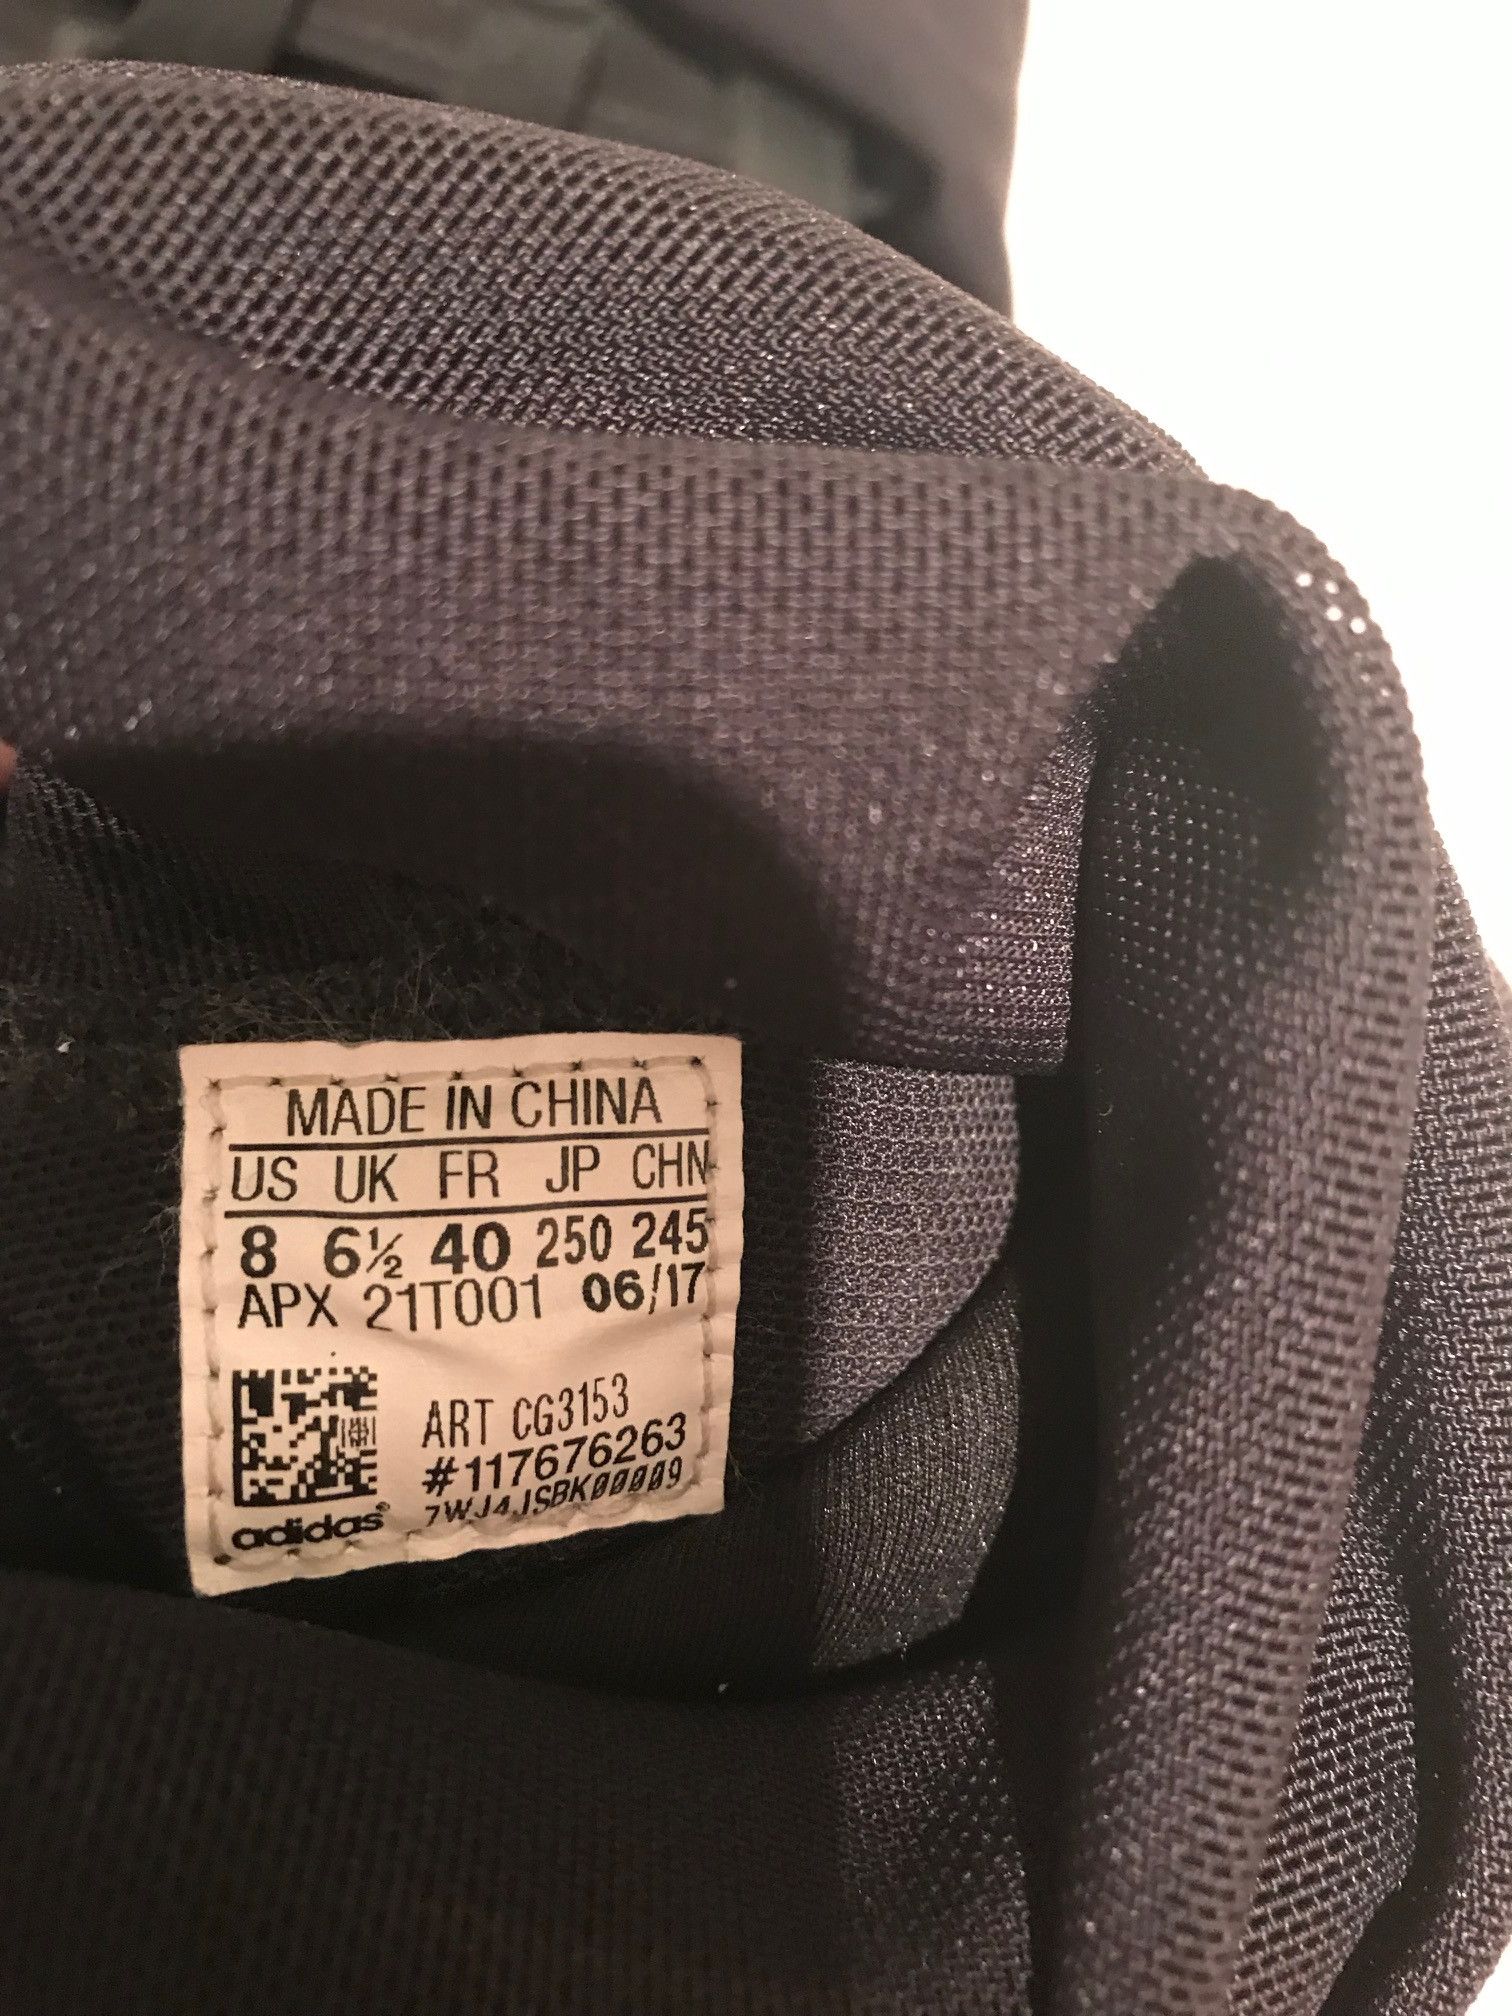 MADE IN CHINA
US UK FR JP CHN
8 6½ 40 250 245
APX 21T001 06/17
ART CG3153
#117676263
7WJ4JSBK00009
adidas®